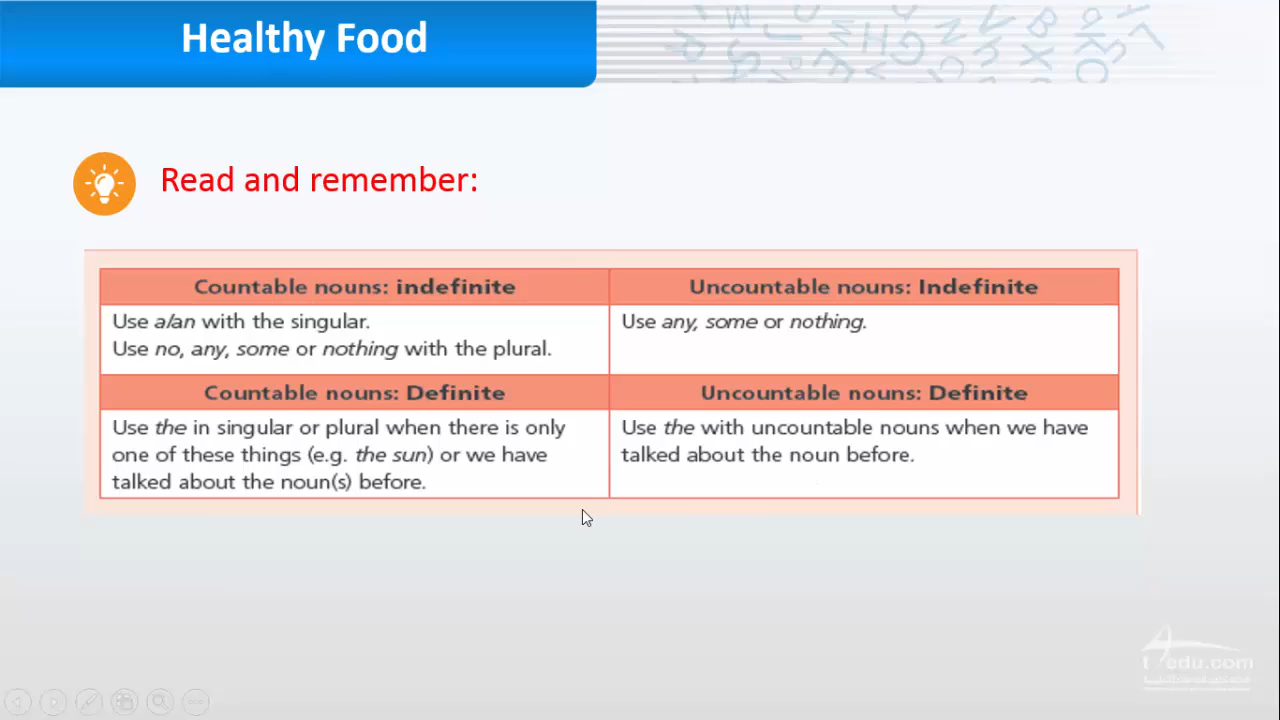 Healthy Food
Read and remember:
Countable nouns: indefinite
Use a/an with the singular.
Use no, any, some or nothing with the plural.
Uncountable nouns: Indefinite
Use any, some or nothing.
Countable nouns: Definite
Use the in singular or plural when there is only
one of these things (e.g. the sun) or we have
talked about the noun(s) before.
Uncountable nouns: Definite
Use the with uncountable nouns when we have
talked about the noun before.
edu.com